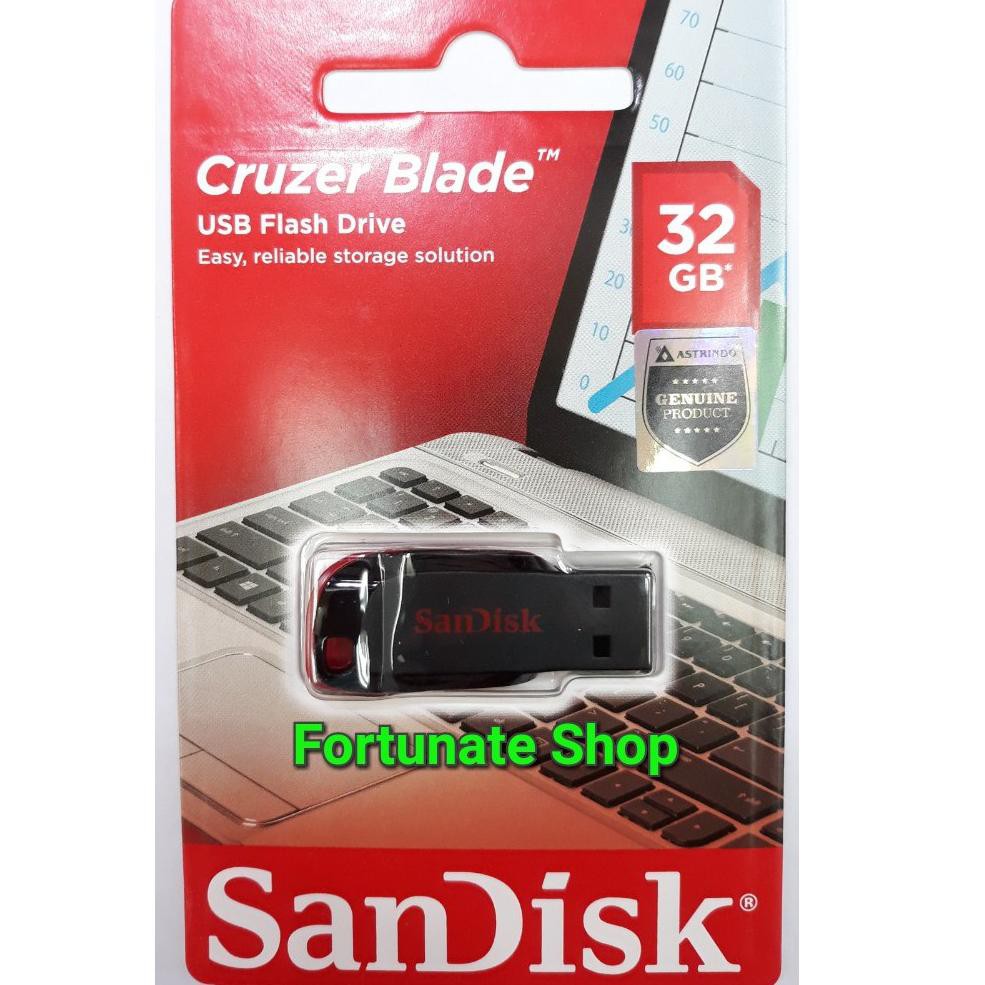 70
60
50
Cruzer Blade™
USB Flash Drive
Easy, reliable storage solution
32
GB*
20
10
0
ASTRINDO
★★★★★
GENUINE
PRODUCT
★★★★★
SanDisk
Fortunate Shop
SanDisk®